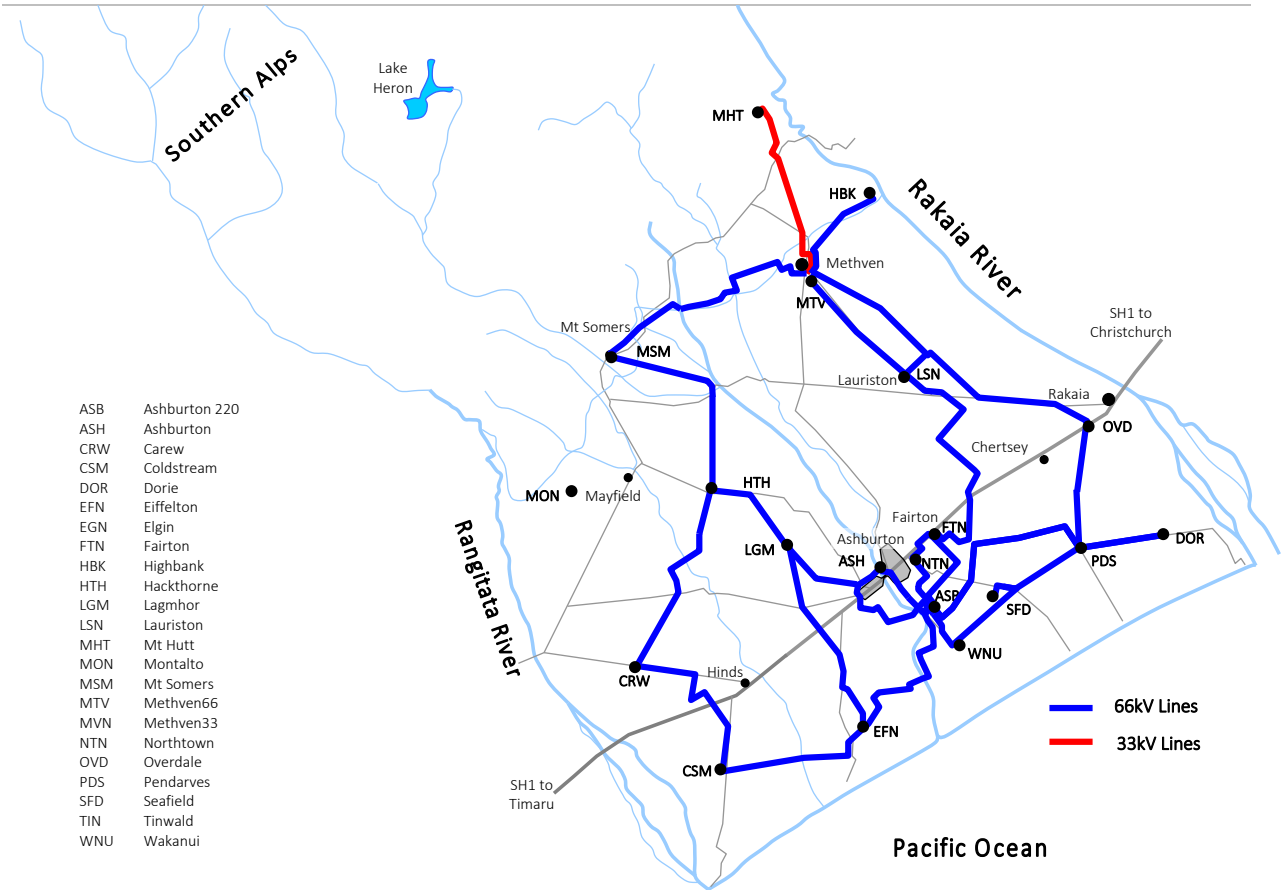 Southern Alps
Lake
Heron
MHT
HBK
Rakaia River
Methven
MTV
SH1 to
Christchurch
Mt Somers
MSM
Lauriston
LSN
Rakaia
OVD
Chertsey
MON
Mayfield
HTH
Fairton
FTN
Ashburton
LGM
ASH
NTN
DOR
PDS
ASB
SFD
WNU
Rangitata River
CRW
Hinds
EFN
CSM
SH1 to
Timaru
66kV Lines
33kV Lines
Pacific Ocean
ASB Ashburton 220
ASH Ashburton
CRW Carew
CSM Coldstream
DOR Dorie
EFN Eiffelton
EGN Elgin
FTN Fairton
HBK Highbank
HTH Hackthorne
LGM Lagmhor
LSN Lauriston
MHT Mt Hutt
MON Montalto
MSM Mt Somers
MTV Methven66
MVN Methven33
NTN Northtown
OVD Overdale
PDS Pendarves
SFD Seafield
TIN Tinwald
WNU Wakanui